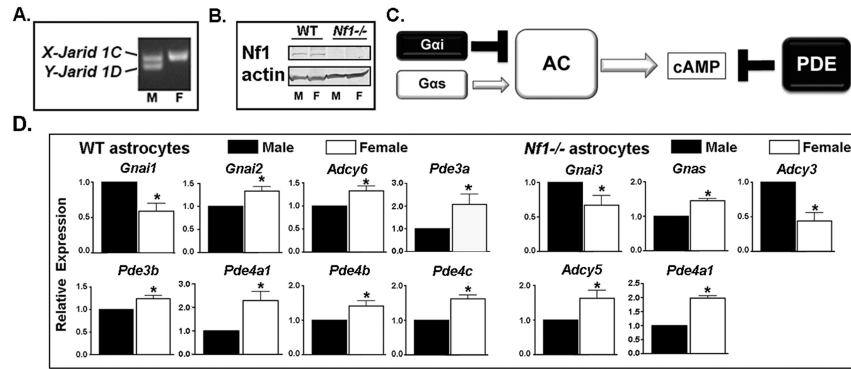 A.
X-Jarid 1C
Y-Jarid 1D
M F
B.
WT Nf1-/-
Nf1
actin
M F M F
C.
Gαi
Gαs
AC
cAMP
PDE
D.
WT astrocytes Male Female
Nf1-/- astrocytes Male Female
Relative Expression
Gnai1 Gnai2 Adcy6 Pde3a Gnai3 Gnas Adcy3
1.0 2.0 2.0 3.0 1.0 2.0 1.0
0.5 1.5 1.0 2.0 0.5 1.0 0.5
0.0 1.0 0.0 1.0 0.0 0.0 0.0
0.5 0.0
0.0
* * * * * * *
Pde3b Pde4a1 Pde4b Pde4c Adcy5 Pde4a1
1.5 3.0 2.0 2.0 2.0 2.5
1.0 2.0 1.0 1.0 1.0 2.0
0.5 1.0 0.0 0.0 0.0 1.5
0.0 0.0 1.0
0.5
0.0
* * * * * *